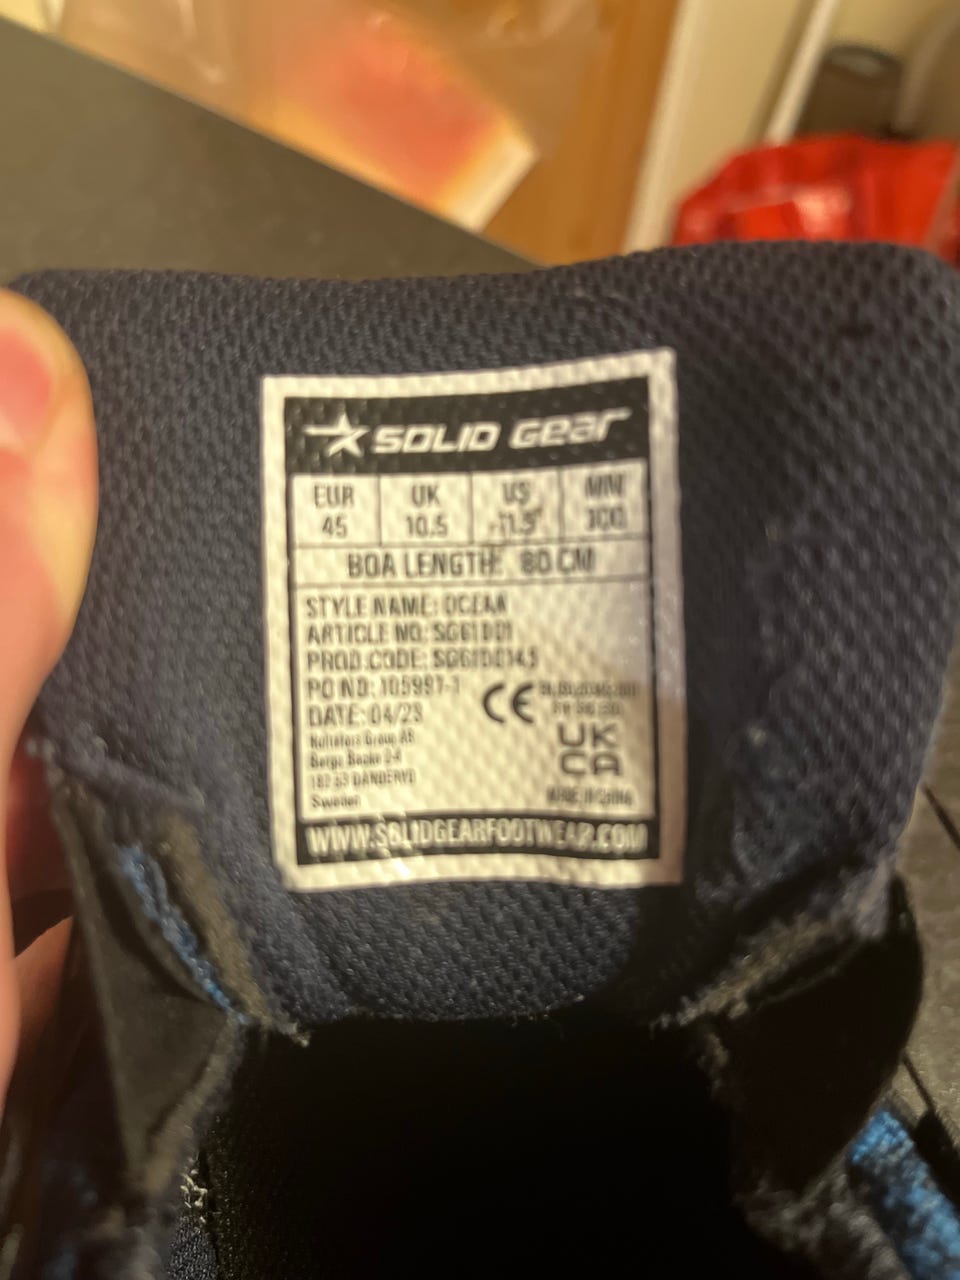 SOLID GEAR
EUR UK US MM
45 10.5 11.5 300
BOA LENGTH: 80 CM
STYLE NAME: OCEAN
ARTICLE NO: SG61001
PROD.CODE: SG6100145
PO NO: 105997-1
DATE: 04/23
CE
Hultafors Group AB
Bergs Backe 2-4
182 53 DANDERYD
Sweden
UK
CA
MADE IN CHINA
WWW.SOLIDGEARFOOTWEAR.COM